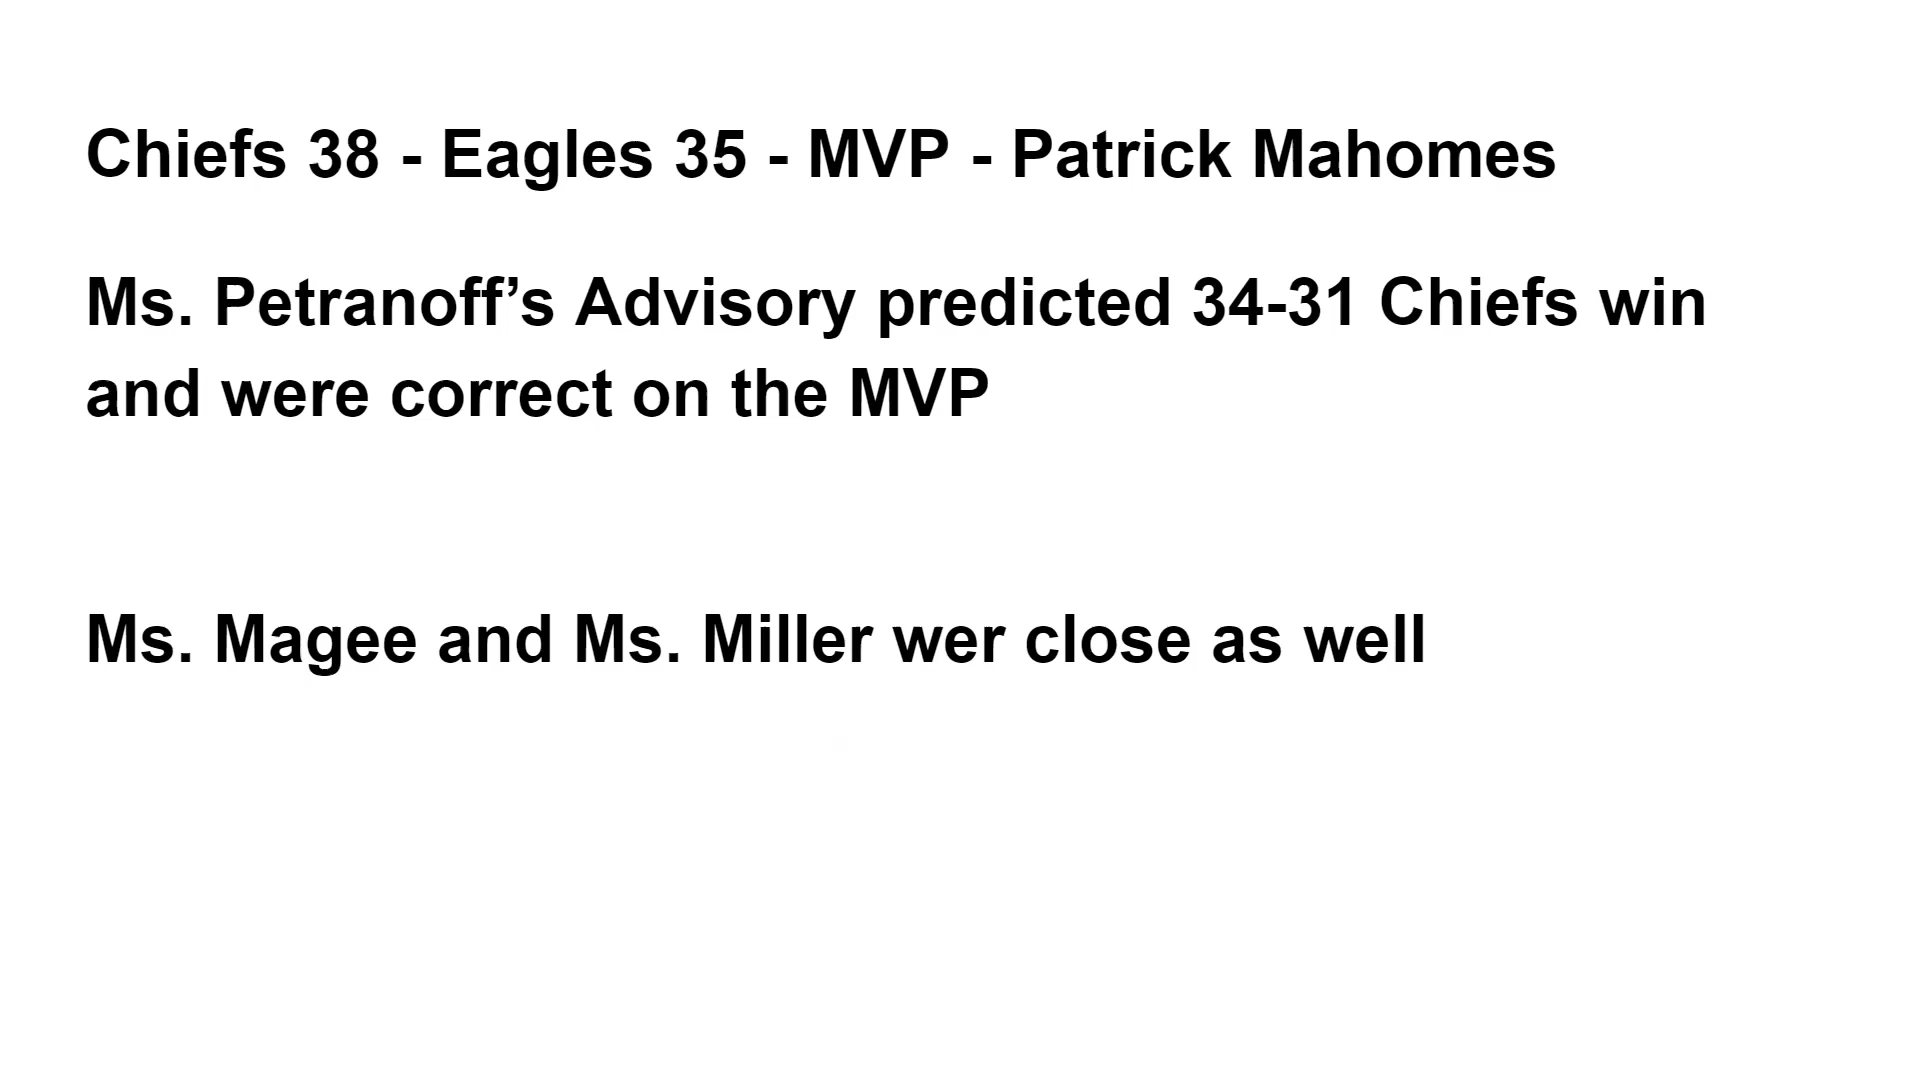 Chiefs 38 - Eagles 35 - MVP - Patrick Mahomes
Ms. Petranoff’s Advisory predicted 34-31 Chiefs win
and were correct on the MVP
Ms. Magee and Ms. Miller wer close as well